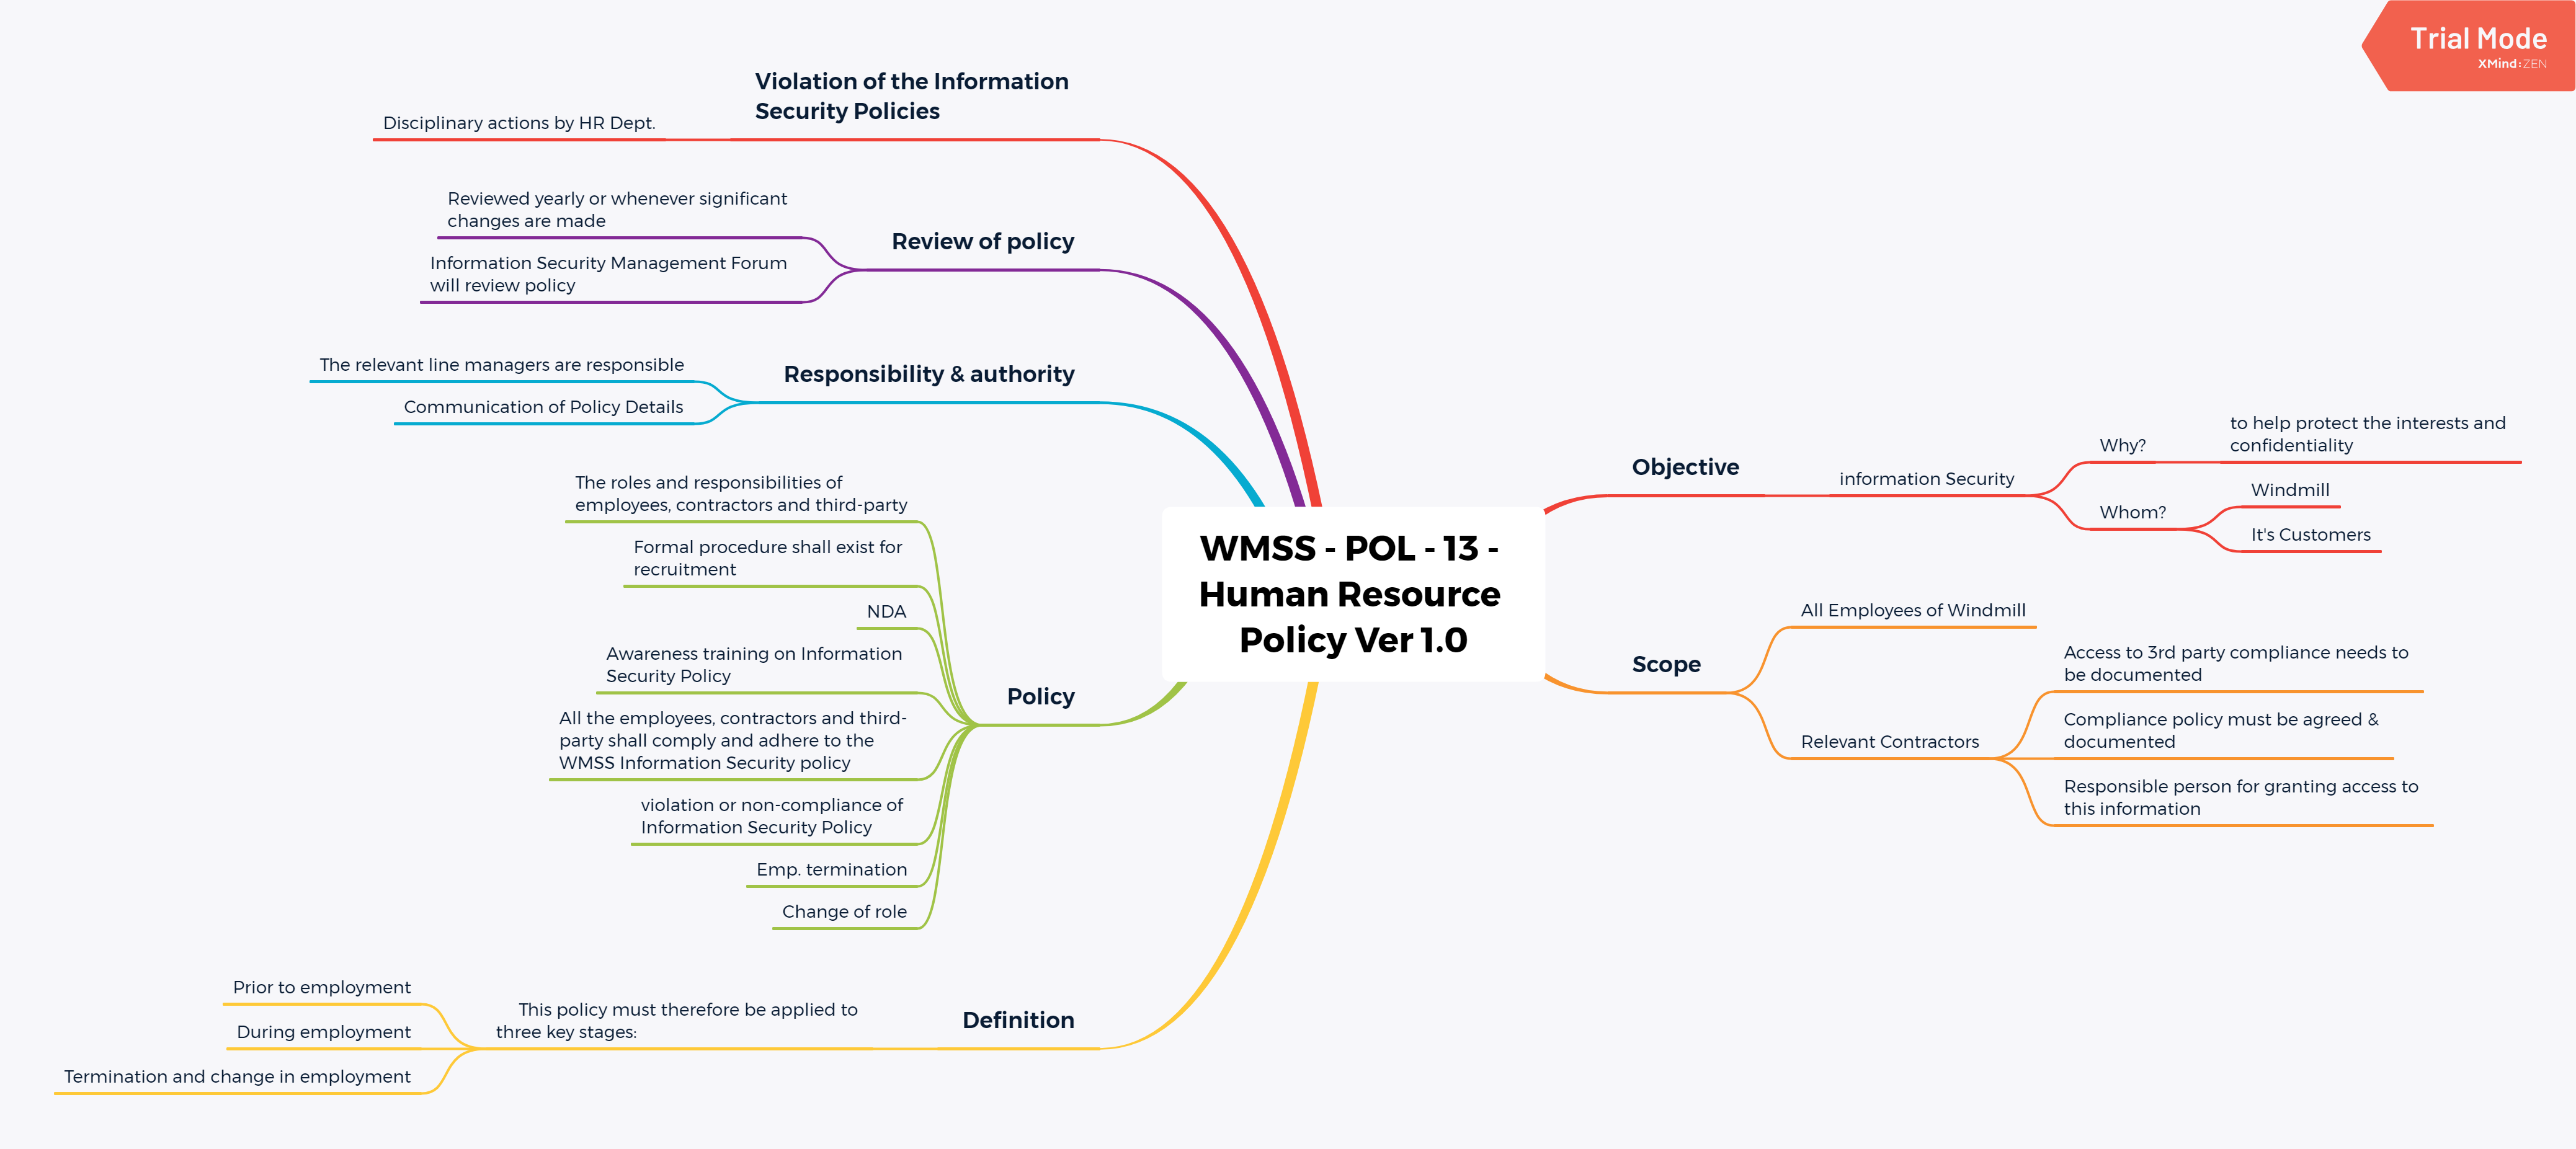 Trial Mode
XMind:ZEN
WMSS - POL - 13 -
Human Resource
Policy Ver 1.0
Objective
information Security
Why?
to help protect the interests and
confidentiality
Whom?
Windmill
It's Customers
Scope
All Employees of Windmill
Relevant Contractors
Access to 3rd party compliance needs to
be documented
Compliance policy must be agreed &
documented
Responsible person for granting access to
this information
Definition
This policy must therefore be applied to
three key stages:
Prior to employment
During employment
Termination and change in employment
Policy
The roles and responsibilities of
employees, contractors and third-party
Formal procedure shall exist for
recruitment
NDA
Awareness training on Information
Security Policy
All the employees, contractors and third-
party shall comply and adhere to the
WMSS Information Security policy
violation or non-compliance of
Information Security Policy
Emp. termination
Change of role
Responsibility & authority
The relevant line managers are responsible
Communication of Policy Details
Review of policy
Reviewed yearly or whenever significant
changes are made
Information Security Management Forum
will review policy
Violation of the Information
Security Policies
Disciplinary actions by HR Dept.